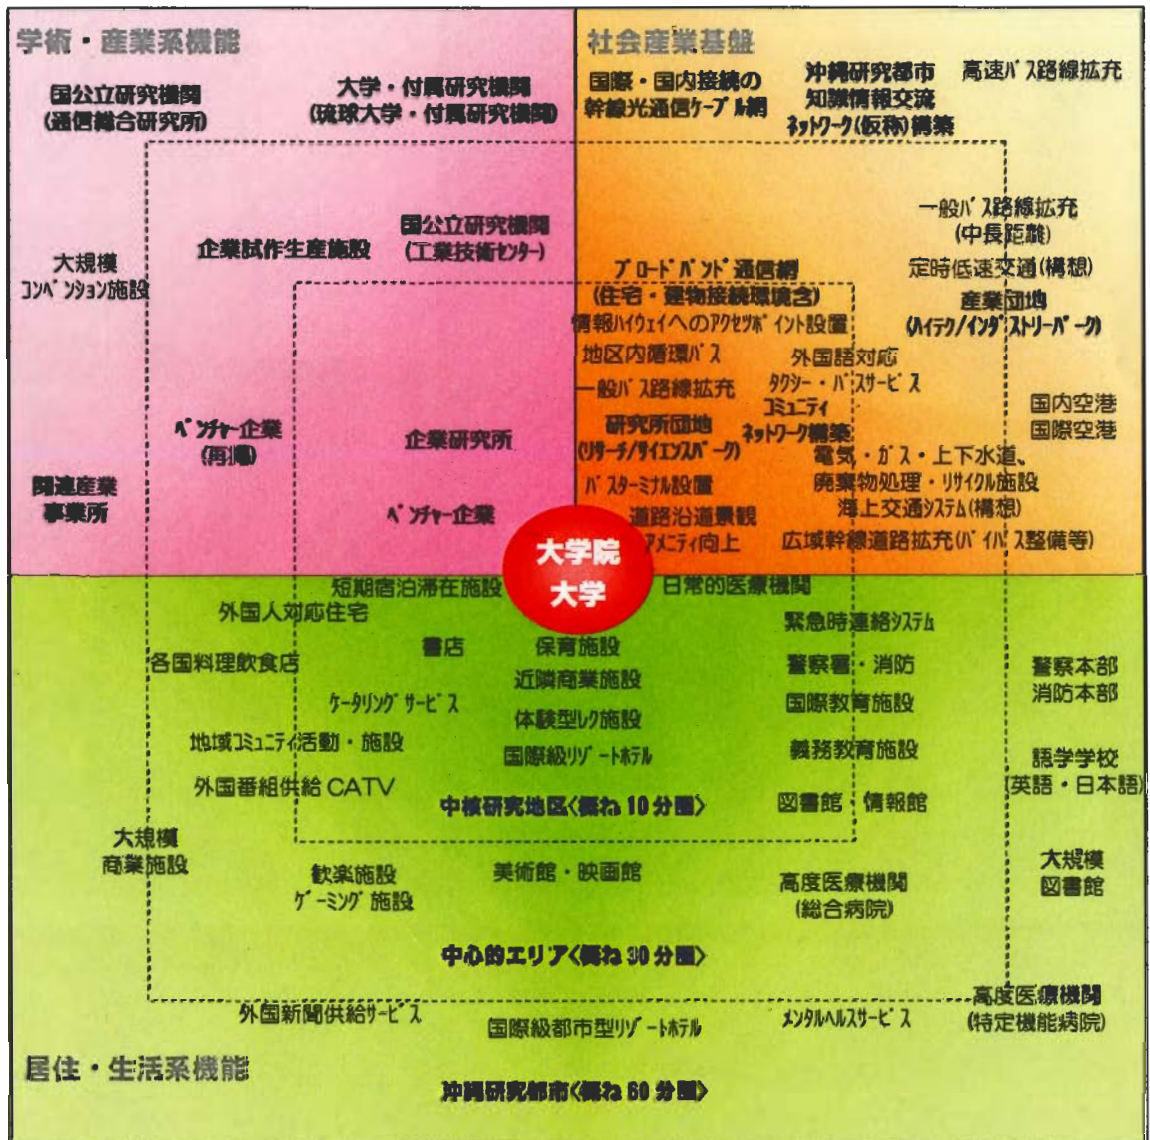 学術・産業系機能
国公立研究機関
(通信総合研究所)
大学・付属研究機関
(琉球大学・付属研究機関)
企業試作生産施設
国公立研究機関
(工業技術センター)
大規模
コンベンション施設
ベンチャー企業
(再掲)
企業研究所
関連産業
事業所
ベンチャー企業
社会産業基盤
国際・国内接続の
幹線光通信ケーブル網
沖縄研究都市
知識情報交流
ネットワーク(仮称)構築
高速バス路線拡充
一般バス路線拡充
(中長距離)
定時低速交通(構想)
産業団地
(ハイテク/インダストリーパーク)
ブロードバンド通信網
(住宅・建物接続環境含)
情報ハイウェイへのアクセツポイント設置
地区内循環バス
外国語対応
タクシー・バスサービス
一般バス路線拡充
コミュニティ
ネットワーク構築
国内空港
国際空港
研究所団地
(リサーチ/サイエンスパーク)
電気・ガス・上下水道、
廃棄物処理・リサイクル施設
バスターミナル設置
海上交通システム(構想)
道路沿道景観
アメニティ向上
広域幹線道路拡充(バイパス整備等)
大学院
大学
短期宿泊滞在施設
日常的医療機関
外国人対応住宅
緊急時連絡システム
書店
保育施設
各国料理飲食店
警察署・消防
警察本部
消防本部
近隣商業施設
ケータリングサービス
国際教育施設
体験型レク施設
地域コミュニティ活動・施設
国際級リゾートホテル
義務教育施設
語学学校
(英語・日本語)
外国番組供給CATV
中核研究地区<概ね10分圏>
図書館・情報館
大規模
商業施設
歓楽施設
ゲーミング施設
美術館・映画館
高度医療機関
(総合病院)
大規模
図書館
中心的エリア<概ね30分圏>
外国新聞供給サービス
国際級都市型リゾートホテル
メンタルヘルスサービス
高度医療機関
(特定機能病院)
居住・生活系機能
沖縄研究都市<概ね60分圏>